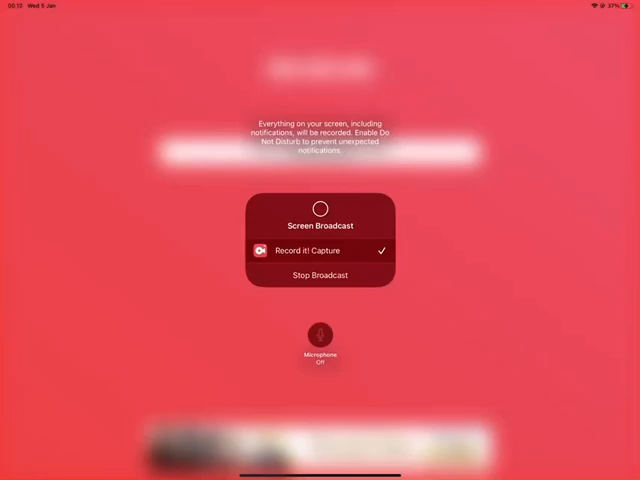 00.10 Wed 5 Jan
37%
Everything on your screen, including
notifications, will be recorded. Enable Do
Not Disturb to prevent unexpected
notifications.
Screen Broadcast
Record it! Capture
Stop Broadcast
Microphone
Off